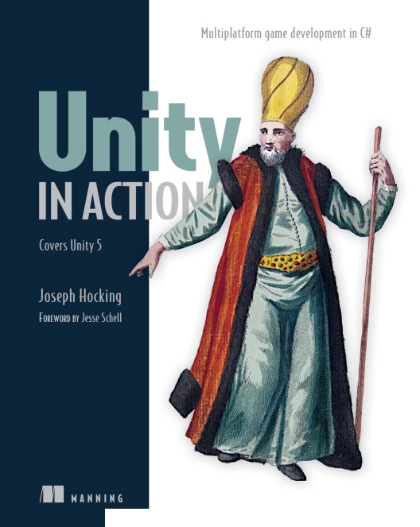 Multiplatform game development in C#
Unity
IN ACTION
Covers Unity 5
Joseph Hocking
FOREWORD BY Jesse Schell
MANNING